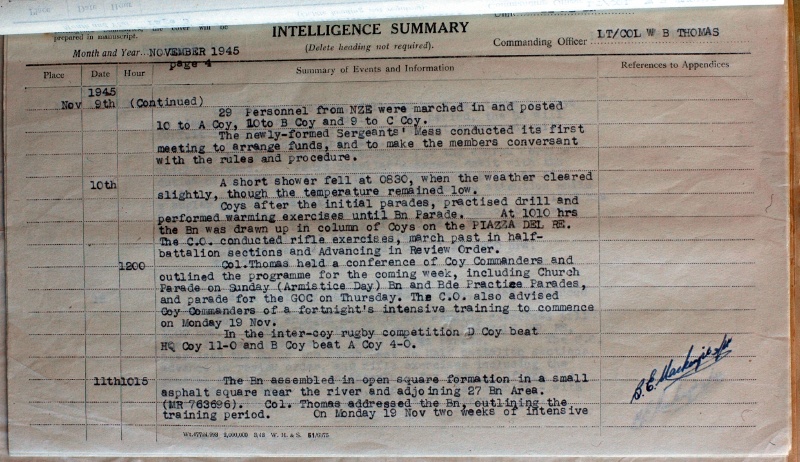 prepared in manuscript.
the cover will be
INTELLIGENCE SUMMARY
(Delete heading not required).
Month and Year... NOVEMBER 1945
page 4
Commanding Officer LT/COL W B THOMAS
Place Date Hour Summary of Events and Information References to Appendices
1945
Nov 9th (Continued)
29 Personnel from NZE were marched in and posted
10 to A Coy, 10to B Coy and 9 to C Coy.
The newly-formed Sergeants' Mess conducted its first
meeting to arrange funds, and to make the members conversant
with the rules and procedure.
10th A short shower fell at 0830, when the weather cleared
slightly, though the temperature remained low.
Coys after the initial parades, practised drill and
performed warming exercises until Bn Parade. At 1010 hrs
the Bn was drawn up in column of Coys on the PIAZZA DEL RE.
The C.O. conducted rifle exercises, march past in half-
battalion sections and Advancing in Review Order.
1200 Col.Thomas held a conference of Coy Commanders and
outlined the programme for the coming week, including Church
Parade on Sunday (Armistice Day) Bn and Bde Practice Parades,
and parade for the GOC on Thursday. The C.O. also advised
Coy Commanders of a fortnight's intensive training to commence
on Monday 19 Nov.
In the inter-coy rugby competition D Coy beat
HQ Coy 11-0 and B Coy beat A Coy 4-0.
11th 1015 The Bn assembled in open square formation in a small
asphalt square near the river and adjoining 27 Bn Area.
(MR 763696). Col. Thomas addressed the Bn, outlining the
training period. On Monday 19 Nov two weeks of intensive